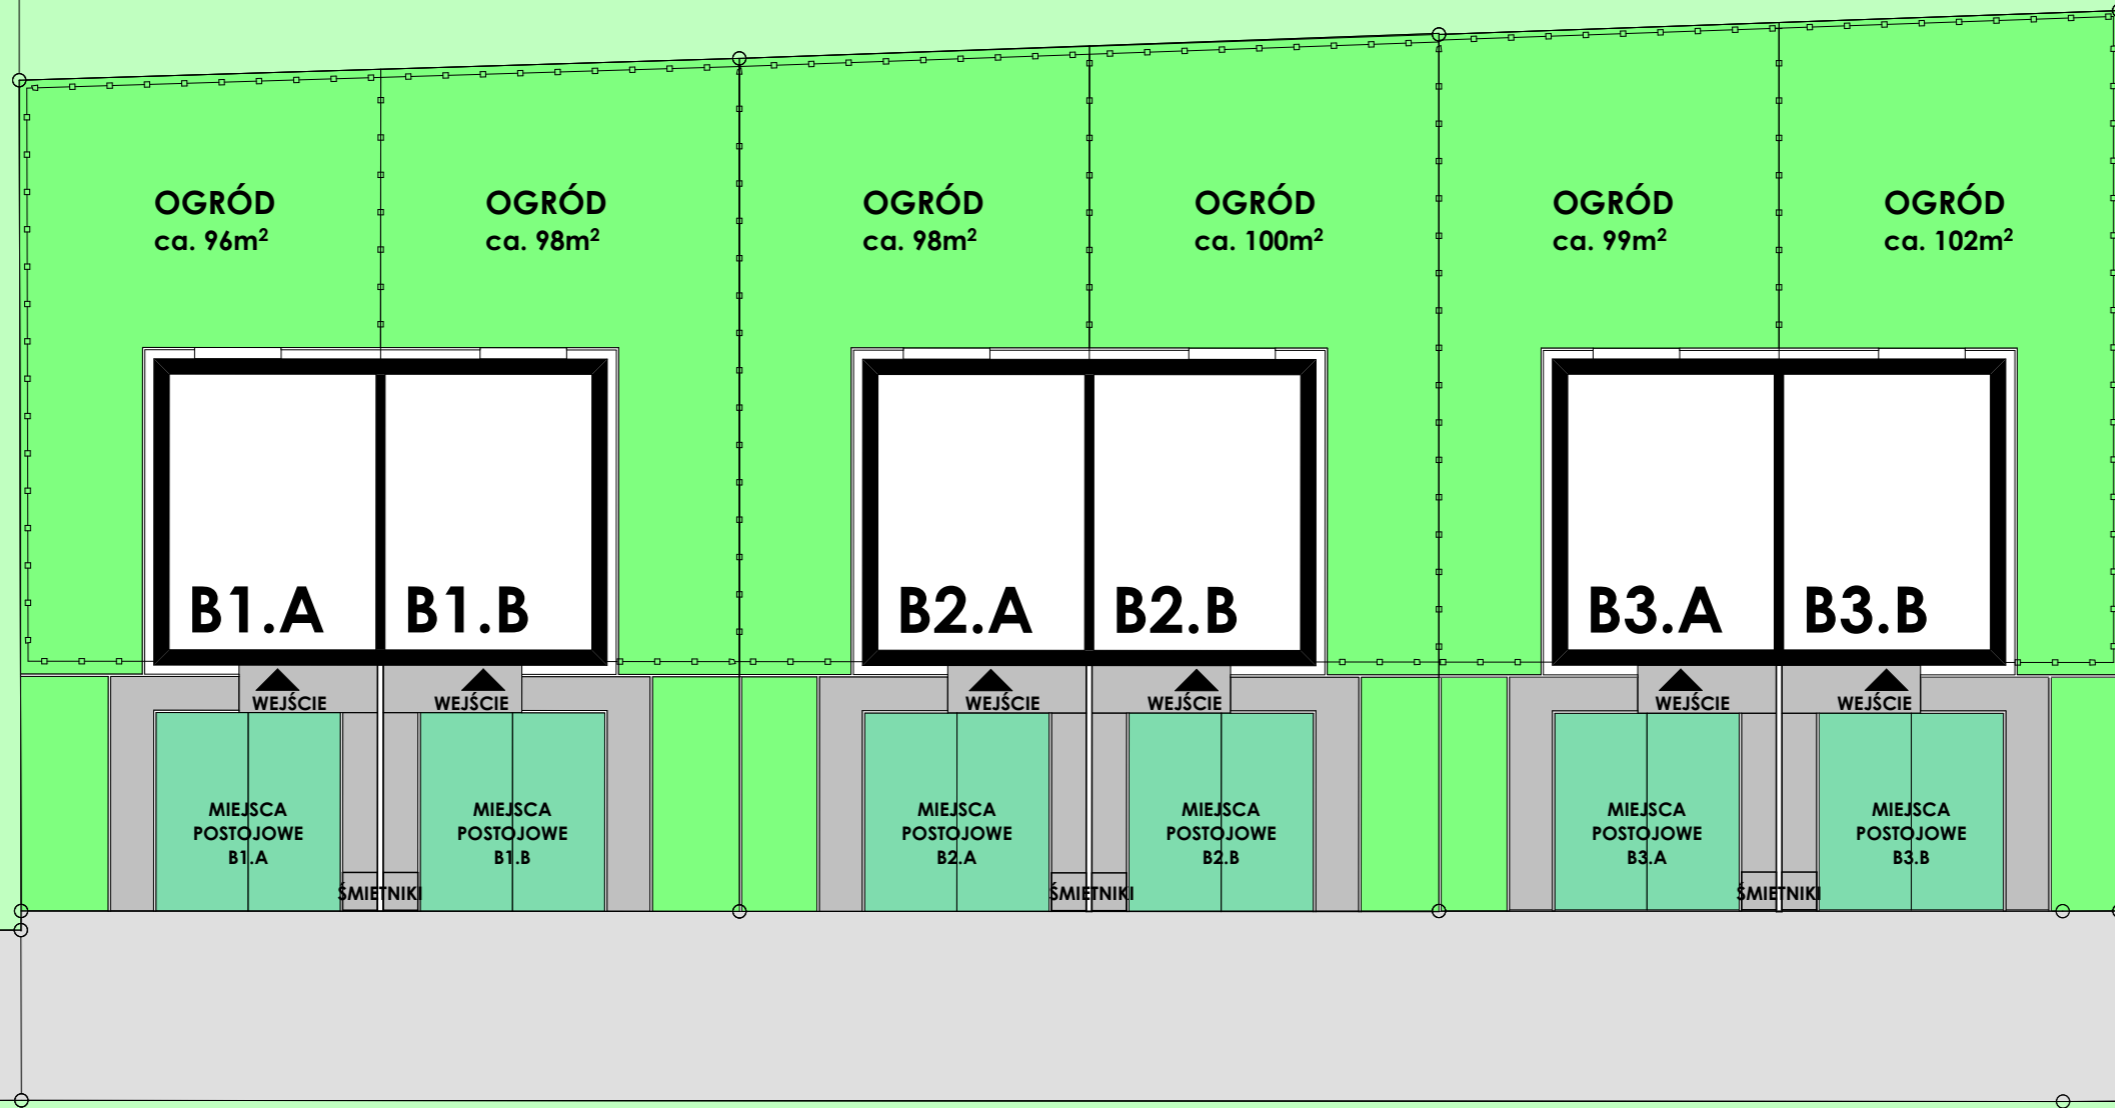 OGRÓD
ca. 96m²
OGRÓD
ca. 98m²
OGRÓD
ca. 98m²
OGRÓD
ca. 100m²
OGRÓD
ca. 99m²
OGRÓD
ca. 102m²
B1.A
B1.B
B2.A
B2.B
B3.A
B3.B
WEJŚCIE
WEJŚCIE
WEJŚCIE
WEJŚCIE
WEJŚCIE
WEJŚCIE
MIEJSCA
POSTOJOWE
B1.A
MIEJSCA
POSTOJOWE
B1.B
MIEJSCA
POSTOJOWE
B2.A
MIEJSCA
POSTOJOWE
B2.B
MIEJSCA
POSTOJOWE
B3.A
MIEJSCA
POSTOJOWE
B3.B
ŚMIETNIKI
ŚMIETNIKI
ŚMIETNIKI